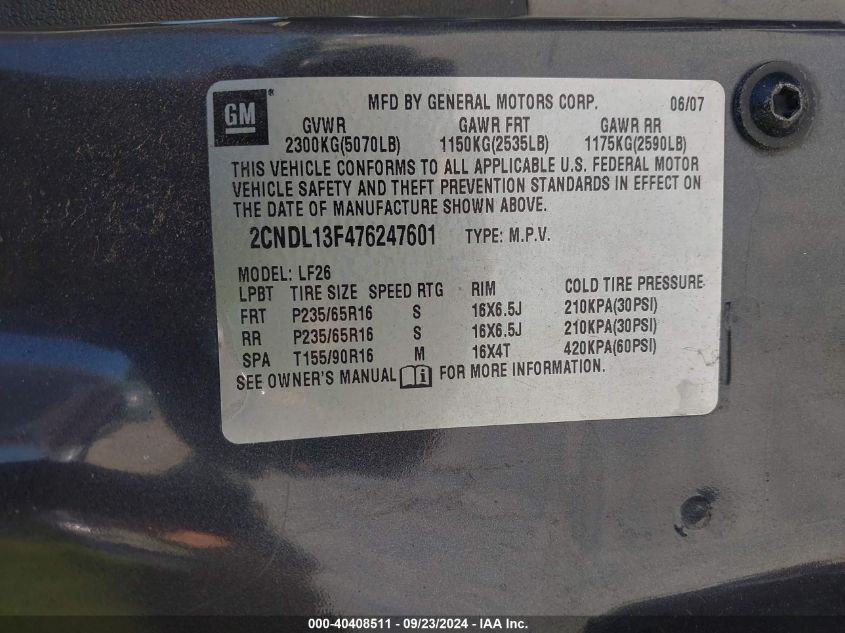 GM ®
MFD BY GENERAL MOTORS CORP. 06/07
GVWR GAWR FRT GAWR RR
2300KG(5070LB) 1150KG(2535LB) 1175KG(2590LB)
THIS VEHICLE CONFORMS TO ALL APPLICABLE U.S. FEDERAL MOTOR
VEHICLE SAFETY AND THEFT PREVENTION STANDARDS IN EFFECT ON
THE DATE OF MANUFACTURE SHOWN ABOVE.
2CNDL13F476247601 TYPE: M.P.V.
MODEL: LF26
LPBT TIRE SIZE SPEED RTG RIM COLD TIRE PRESSURE
FRT P235/65R16 S 16X6.5J 210KPA(30PSI)
RR P235/65R16 S 16X6.5J 210KPA(30PSI)
SPA T155/90R16 M 16X4T 420KPA(60PSI)
SEE OWNER'S MANUAL i FOR MORE INFORMATION.
000-40408511 - 09/23/2024 - IAA Inc.